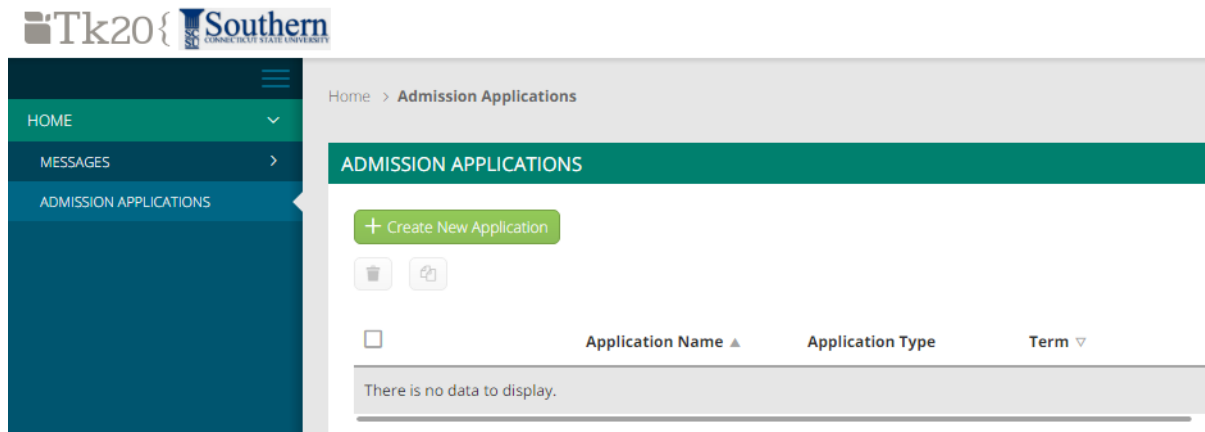 Tk20{ Southern
CONNECTICUT STATE UNIVERSITY
Home > Admission Applications
HOME
MESSAGES
ADMISSION APPLICATIONS
ADMISSION APPLICATIONS
+ Create New Application
Application Name ▲ Application Type Term ▽
There is no data to display.